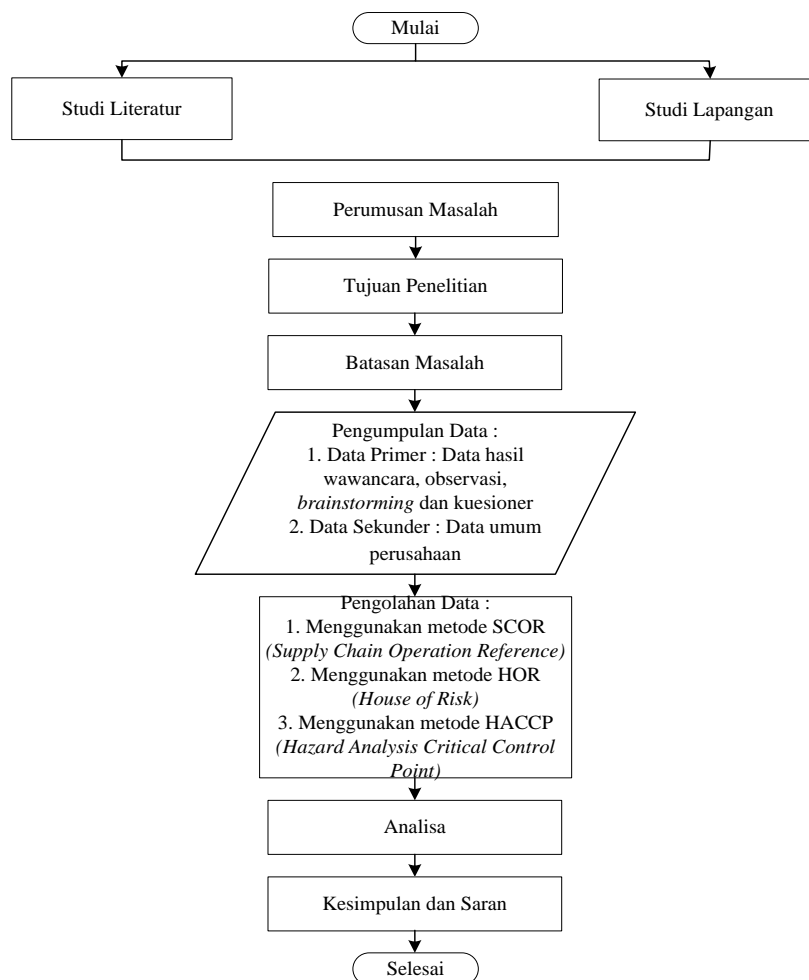 Mulai
Studi Literatur
Studi Lapangan
Perumusan Masalah
Tujuan Penelitian
Batasan Masalah
Pengumpulan Data :
1. Data Primer : Data hasil
wawancara, observasi,
brainstorming dan kuesioner
2. Data Sekunder : Data umum
perusahaan
Pengolahan Data :
1. Menggunakan metode SCOR
(Supply Chain Operation Reference)
2. Menggunakan metode HOR
(House of Risk)
3. Menggunakan metode HACCP
(Hazard Analysis Critical Control
Point)
Analisa
Kesimpulan dan Saran
Selesai